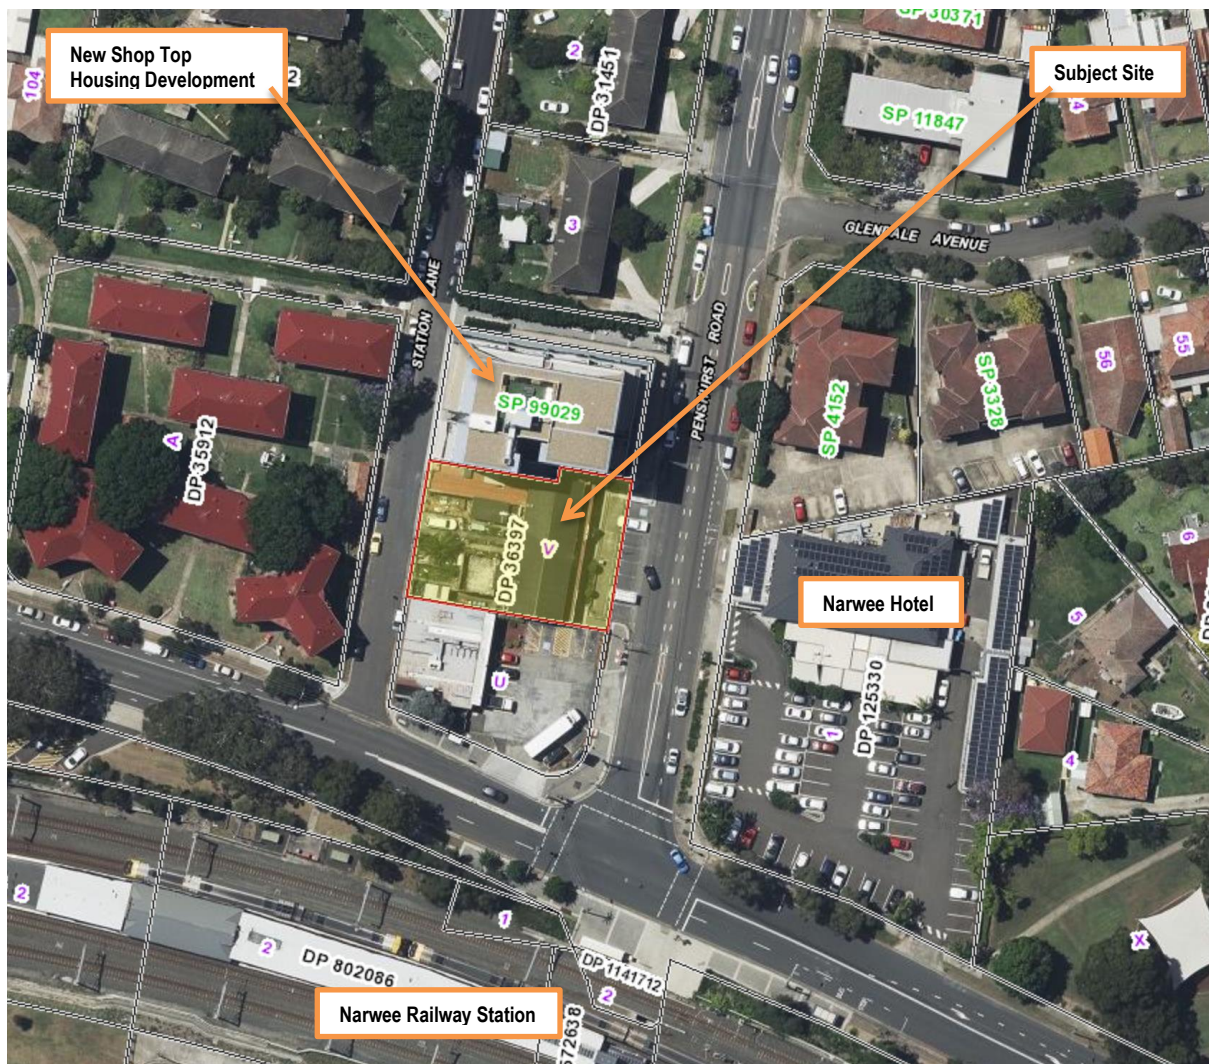 New Shop Top
Housing Development
Subject Site
SP 30371
2
DP 31451
104
2
SP 11847
4
3
GLENDALE AVENUE
STATION LANE
PENSHURST ROAD
SP 99029
SP 4152
SP 3328
56
55
A
DP 35912
DP 36397
V
Narwee Hotel
6
5
U
DP 125330
1
4
X
2
1
2
DP 802086
DP 1141712
2
Narwee Railway Station
572638